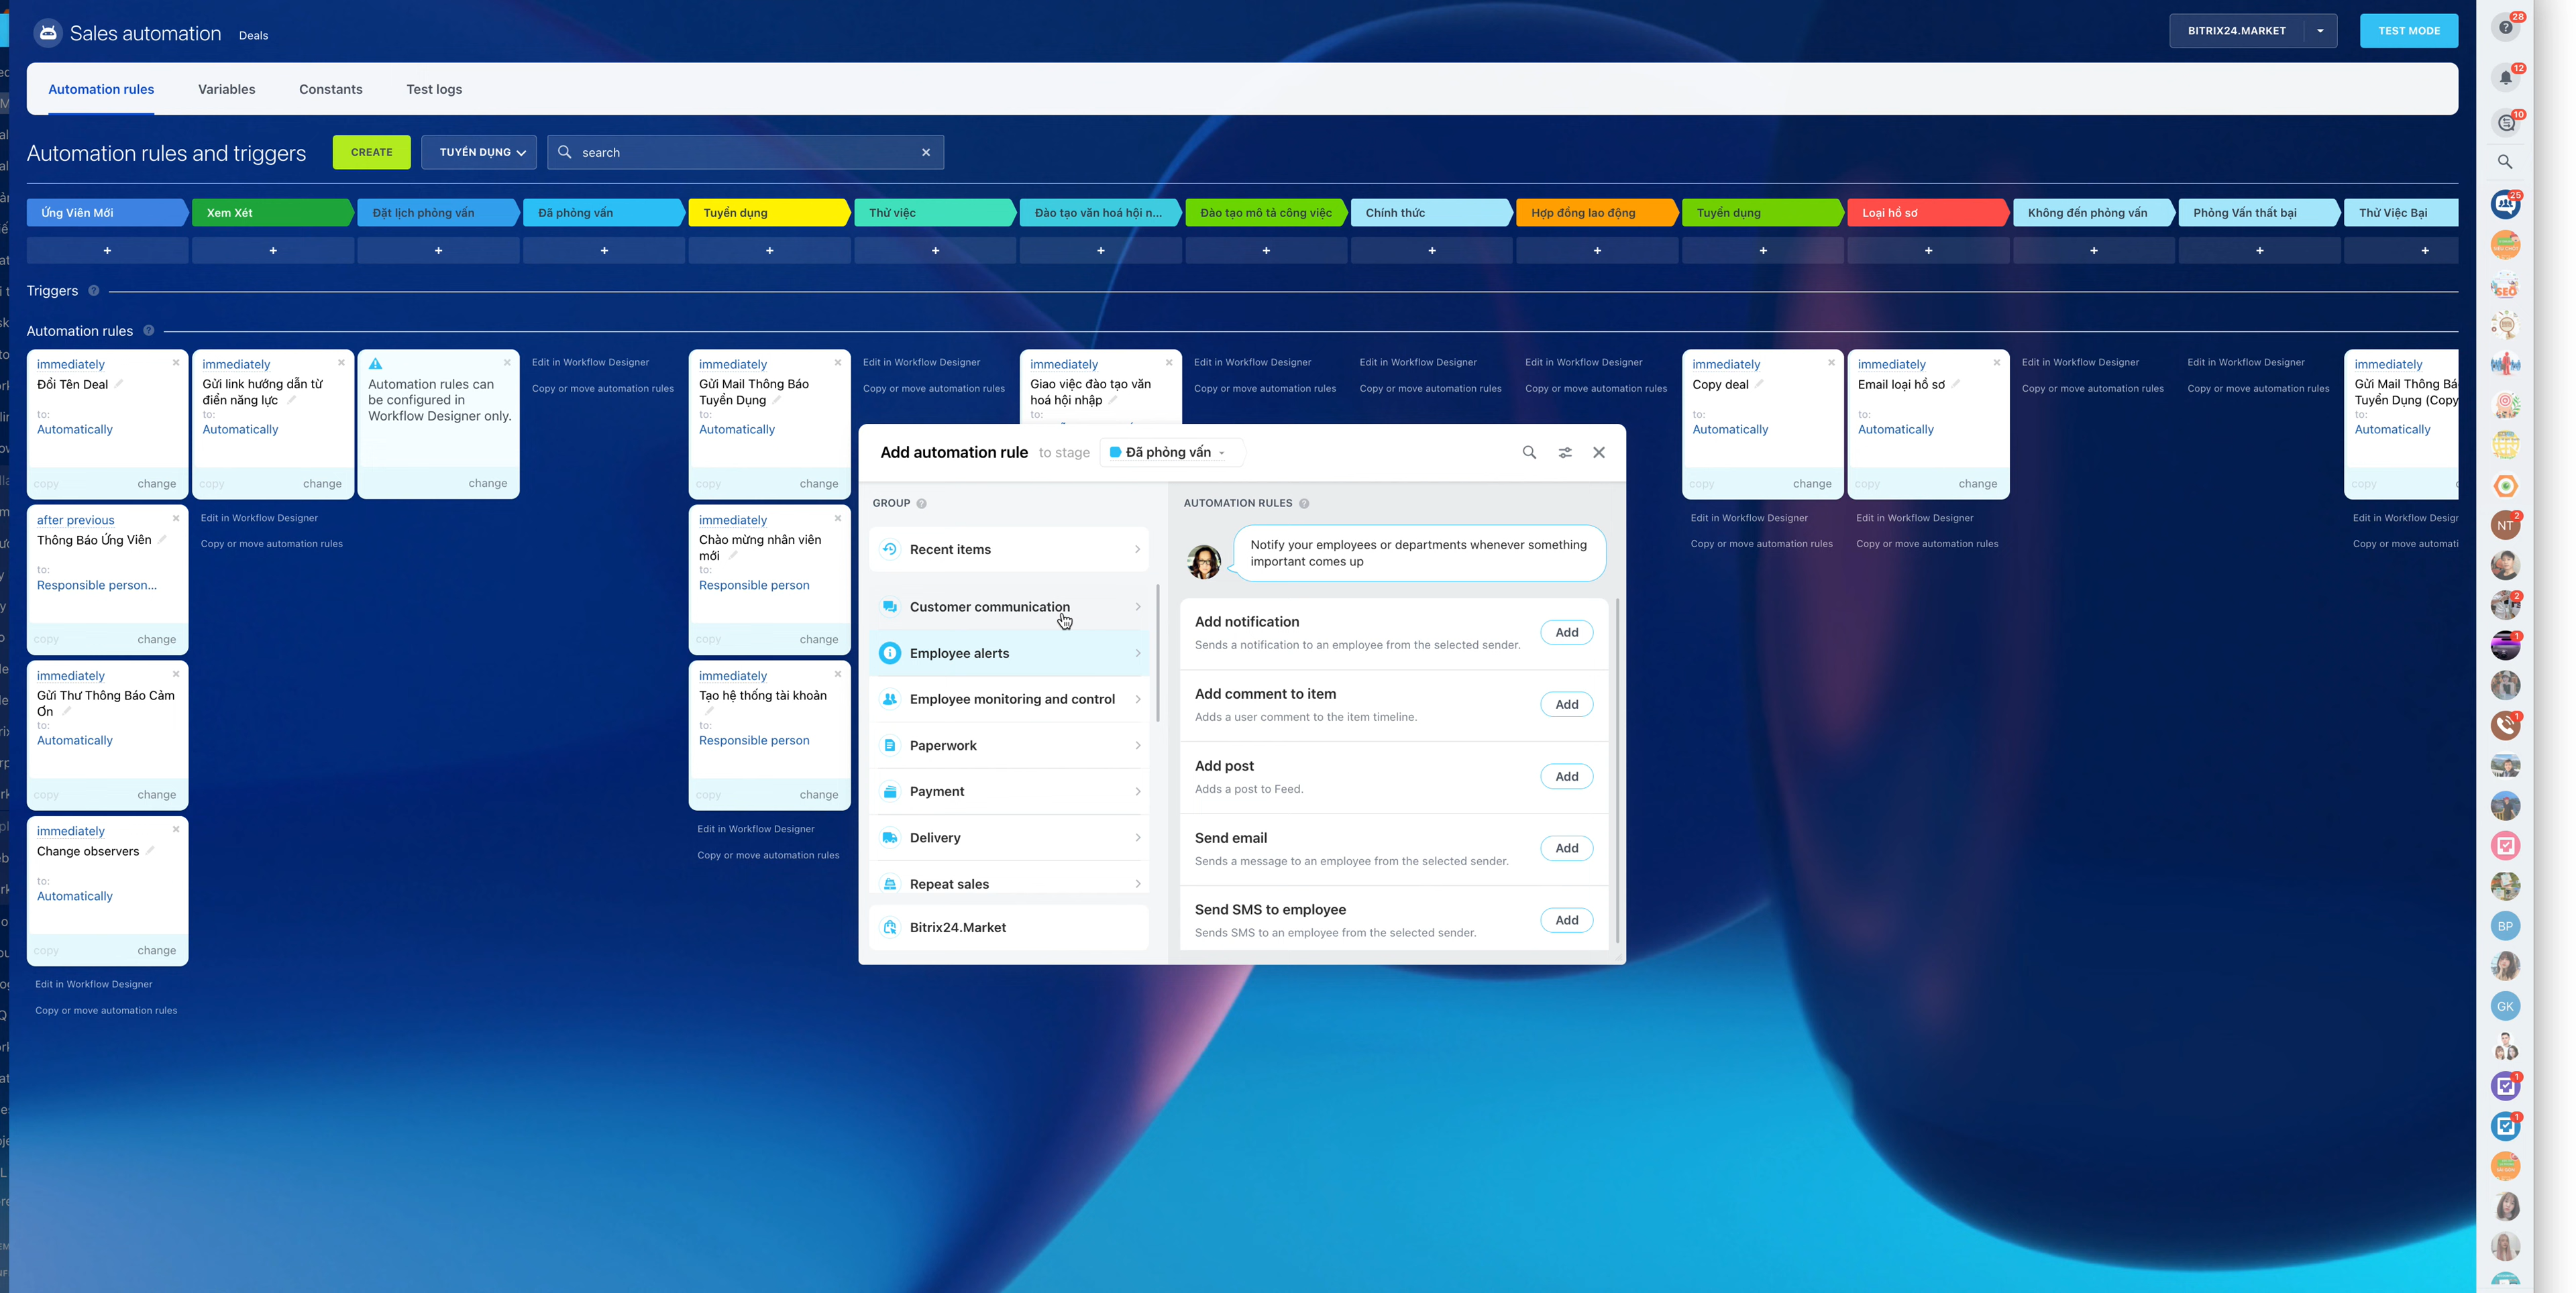 Sales automation
Deals
BITRIX24.MARKET
TEST MODE
Automation rules
Variables
Constants
Test logs
Automation rules and triggers
CREATE
TUYỂN DỤNG
search
Ứng Viên Mới
Xem Xét
Đặt lịch phỏng vấn
Đã phỏng vấn
Tuyển dụng
Thử việc
Đào tạo văn hoá hội n...
Đào tạo mô tả công việc
Chính thức
Hợp đồng lao động
Tuyển dụng
Loại hồ sơ
Không đến phỏng vấn
Phỏng Vấn thất bại
Thử Việc Bại
Triggers
Automation rules
immediately
Đổi Tên Deal
to:
Automatically
copy
change
after previous
Thông Báo Ứng Viên
to:
Responsible person...
copy
change
immediately
Gửi Thư Thông Báo Cảm
Ơn
to:
Automatically
copy
change
immediately
Change observers
to:
Automatically
copy
change
Edit in Workflow Designer
Copy or move automation rules
immediately
Gửi link hướng dẫn từ
điển năng lực
to:
Automatically
copy
change
Edit in Workflow Designer
Copy or move automation rules
Automation rules can
be configured in
Workflow Designer only.
change
Edit in Workflow Designer
Copy or move automation rules
immediately
Gửi Mail Thông Báo
Tuyển Dụng
to:
Automatically
copy
change
immediately
Chào mừng nhân viên
mới
to:
Responsible person
copy
change
immediately
Tạo hệ thống tài khoản
to:
Responsible person
copy
change
Edit in Workflow Designer
Copy or move automation rules
Edit in Workflow Designer
Copy or move automation rules
immediately
Giao việc đào tạo văn
hoá hội nhập
to:
Edit in Workflow Designer
Copy or move automation rules
Edit in Workflow Designer
Copy or move automation rules
Edit in Workflow Designer
Copy or move automation rules
immediately
Copy deal
to:
Automatically
copy
change
Edit in Workflow Designer
Copy or move automation rules
immediately
Email loại hồ sơ
to:
Automatically
copy
change
Edit in Workflow Designer
Copy or move automation rules
Edit in Workflow Designer
Copy or move automation rules
Edit in Workflow Designer
Copy or move automation rules
immediately
Gửi Mail Thông Bá
Tuyển Dụng (Copy
to:
Automatically
copy
Edit in Workflow Desigr
Copy or move automati
Add automation rule
to stage
Đã phỏng vấn
GROUP
Recent items
Customer communication
Employee alerts
Employee monitoring and control
Paperwork
Payment
Delivery
Repeat sales
Bitrix24.Market
AUTOMATION RULES
Notify your employees or departments whenever something
important comes up
Add notification
Sends a notification to an employee from the selected sender.
Add
Add comment to item
Adds a user comment to the item timeline.
Add
Add post
Adds a post to Feed.
Add
Send email
Sends a message to an employee from the selected sender.
Add
Send SMS to employee
Sends SMS to an employee from the selected sender.
Add
28
12
10
25
SEO
NT
2
2
1
1
BP
GK
1
1